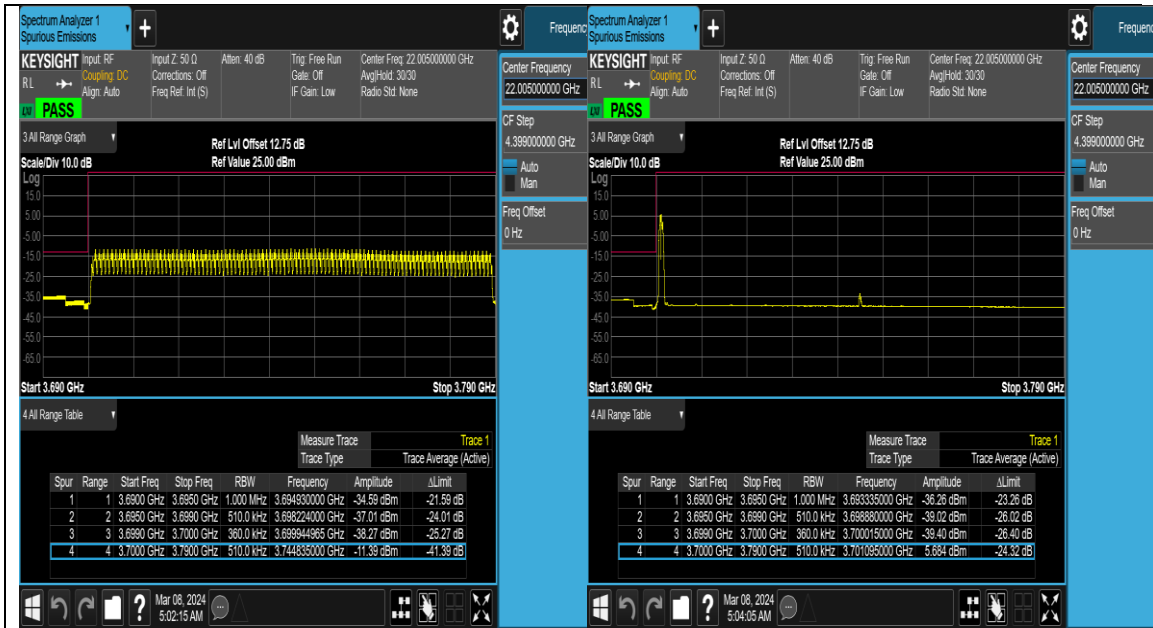 Spectrum Analyzer 1
Spurious Emissions
+
Frequenc
KEYSIGHT
RL
Input: RF
Coupling: DC
Align: Auto
Input Z: 50 Ω
Corrections: Off
Freq Ref: Int (S)
Atten: 40 dB
Trig: Free Run
Gate: Off
IF Gain: Low
Center Freq: 22.005000000 GHz
Avg|Hold: 30/30
Radio Std: None
PASS
Center Frequency
22.005000000 GHz
CF Step
4.399000000 GHz
Auto
Man
Freq Offset
0 Hz
3 All Range Graph
Ref Lvl Offset 12.75 dB
Scale/Div 10.0 dB
Ref Value 25.00 dBm
Log
15.0
5.00
-5.00
-15.0
-25.0
-35.0
-45.0
-55.0
-65.0
Start 3.690 GHz
Stop 3.790 GHz
4 All Range Table
Measure Trace Trace 1
Trace Type Trace Average (Active)
Spur Range Start Freq Stop Freq RBW Frequency Amplitude ΔLimit
1 1 3.6900 GHz 3.6950 GHz 1.000 MHz 3.694930000 GHz -34.59 dBm -21.59 dB
2 2 3.6950 GHz 3.6990 GHz 510.0 kHz 3.698224000 GHz -37.01 dBm -24.01 dB
3 3 3.6990 GHz 3.7000 GHz 360.0 kHz 3.699944965 GHz -38.27 dBm -25.27 dB
4 4 3.7000 GHz 3.7900 GHz 510.0 kHz 3.744835000 GHz -11.39 dBm -41.39 dB
?
Mar 08, 2024
5:02:15 AM
Spectrum Analyzer 1
Spurious Emissions
+
Frequenc
KEYSIGHT
RL
Input: RF
Coupling: DC
Align: Auto
Input Z: 50 Ω
Corrections: Off
Freq Ref: Int (S)
Atten: 40 dB
Trig: Free Run
Gate: Off
IF Gain: Low
Center Freq: 22.005000000 GHz
Avg|Hold: 30/30
Radio Std: None
PASS
Center Frequency
22.005000000 GHz
CF Step
4.399000000 GHz
Auto
Man
Freq Offset
0 Hz
3 All Range Graph
Ref Lvl Offset 12.75 dB
Scale/Div 10.0 dB
Ref Value 25.00 dBm
Log
15.0
5.00
-5.00
-15.0
-25.0
-35.0
-45.0
-55.0
-65.0
Start 3.690 GHz
Stop 3.790 GHz
4 All Range Table
Measure Trace Trace 1
Trace Type Trace Average (Active)
Spur Range Start Freq Stop Freq RBW Frequency Amplitude ΔLimit
1 1 3.6900 GHz 3.6950 GHz 1.000 MHz 3.693335000 GHz -36.26 dBm -23.26 dB
2 2 3.6950 GHz 3.6990 GHz 510.0 kHz 3.698880000 GHz -39.02 dBm -26.02 dB
3 3 3.6990 GHz 3.7000 GHz 360.0 kHz 3.700015000 GHz -39.40 dBm -26.40 dB
4 4 3.7000 GHz 3.7900 GHz 510.0 kHz 3.701095000 GHz 5.684 dBm -24.32 dB
?
Mar 08, 2024
5:04:05 AM